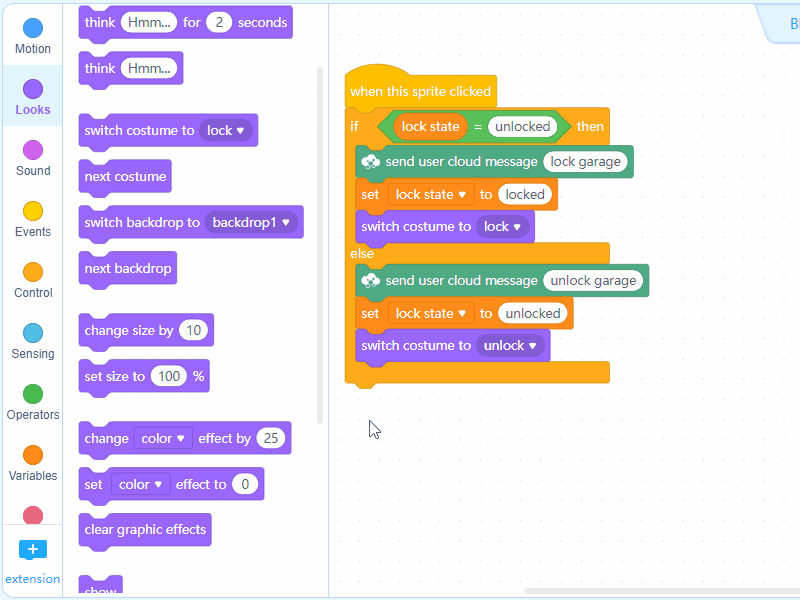 Motion
Looks
Sound
Events
Control
Sensing
Operators
Variables
extension
think Hmm... for 2 seconds
think Hmm...
switch costume to lock
next costume
switch backdrop to backdrop1
next backdrop
change size by 10
set size to 100 %
change color effect by 25
set color effect to 0
clear graphic effects
show
when this sprite clicked
if lock state = unlocked then
send user cloud message lock garage
set lock state to locked
switch costume to lock
else
send user cloud message unlock garage
set lock state to unlocked
switch costume to unlock